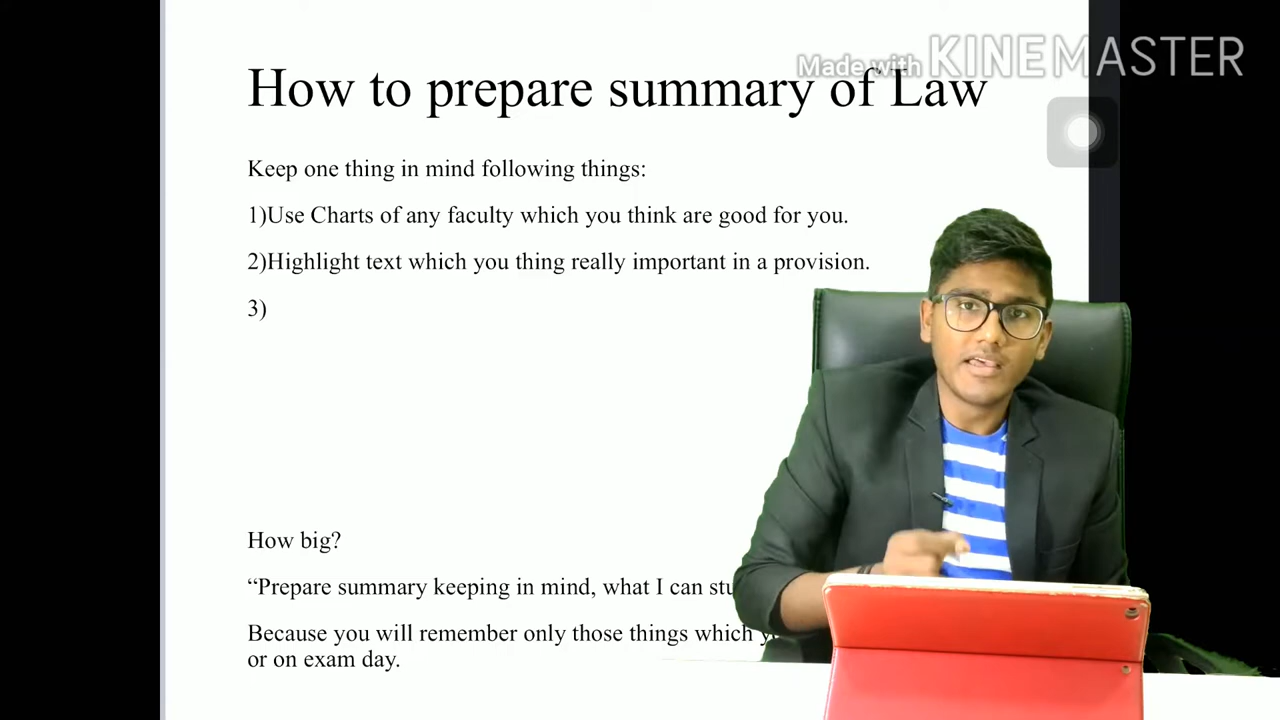 Made with KINEMASTER
How to prepare summary of Law
Keep one thing in mind following things:
1)Use Charts of any faculty which you think are good for you.
2)Highlight text which you thing really important in a provision.
3)
How big?
“Prepare summary keeping in mind, what I can
Because you will remember only those things which
or on exam day.